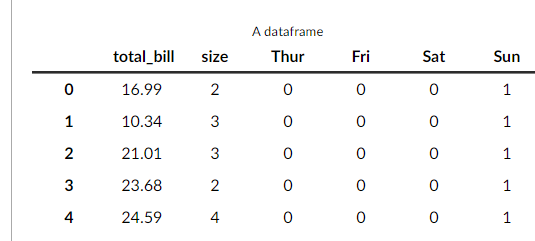 A dataframe
total_bill size Thur Fri Sat Sun
0 16.99 2 0 0 0 1
1 10.34 3 0 0 0 1
2 21.01 3 0 0 0 1
3 23.68 2 0 0 0 1
4 24.59 4 0 0 0 1